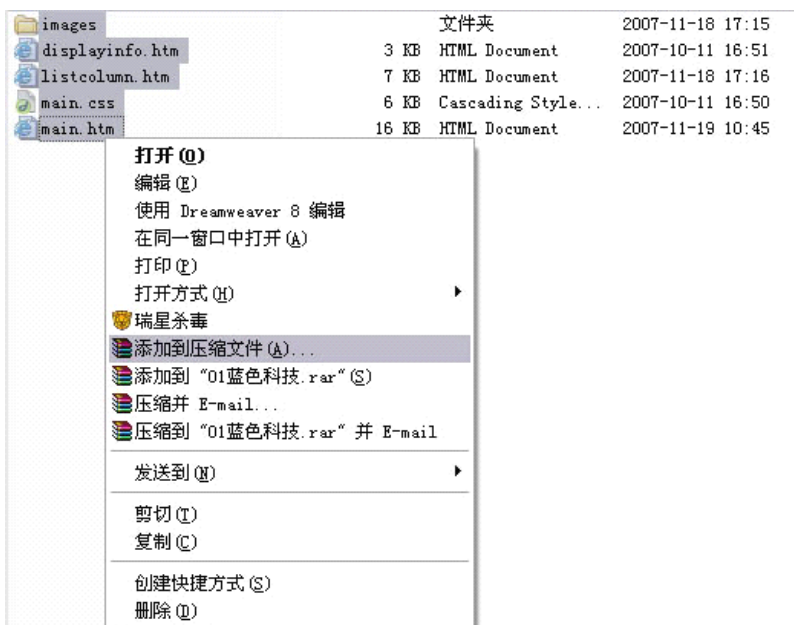 images 文件夹 2007-11-18 17:15
displayinfo.htm 3 KB HTML Document 2007-10-11 16:51
listcolumn.htm 7 KB HTML Document 2007-11-18 17:16
main.css 6 KB Cascading Style... 2007-10-11 16:50
main.htm 16 KB HTML Document 2007-11-19 10:45
打开(O)
编辑(E)
使用 Dreamweaver 8 编辑
在同一窗口中打开(A)
打印(P)
打开方式(H)
瑞星杀毒
添加到压缩文件(A)...
添加到 “01蓝色科技.rar”(S)
压缩并 E-mail...
压缩到 “01蓝色科技.rar” 并 E-mail
发送到(N)
剪切(T)
复制(C)
创建快捷方式(S)
删除(D)